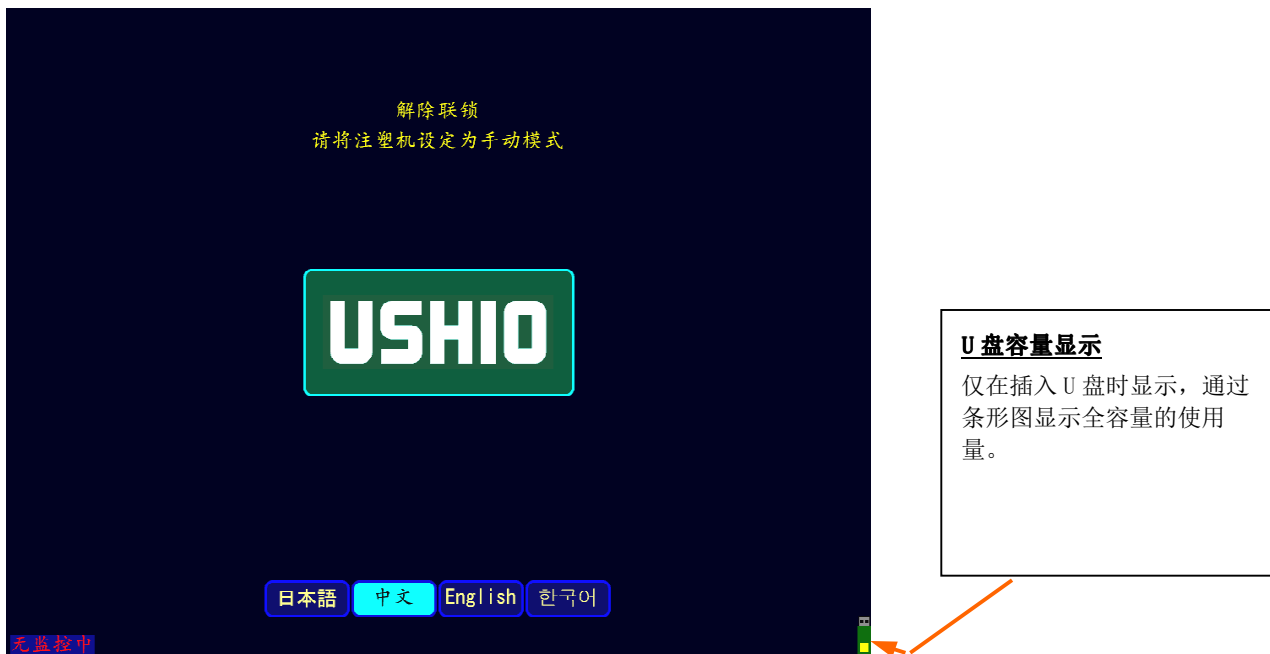 解除联锁
请将注塑机设定为手动模式
USHIO
日本語 中文 English 한국어
无监控中
U 盘容量显示
仅在插入 U 盘时显示，通过
条形图显示全容量的使用
量。